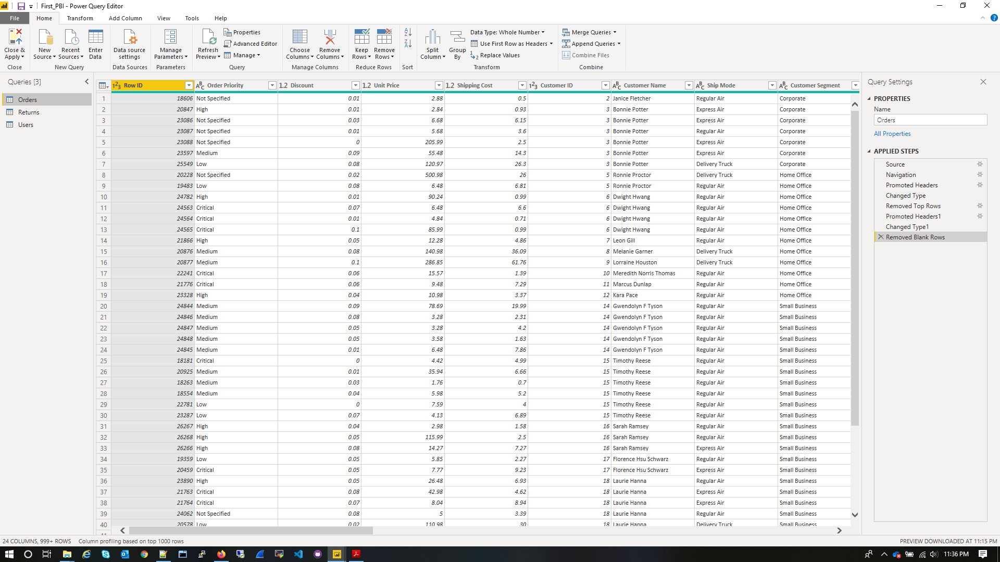 First_PBI - Power Query Editor
File Home Transform Add Column View Tools Help
Close & Apply
Close
New Source
Recent Sources
Enter Data
New Query
Data source settings
Data Sources
Manage Parameters
Parameters
Refresh Preview
Properties
Advanced Editor
Manage
Query
Choose Columns
Remove Columns
Manage Columns
Keep Rows
Remove Rows
Reduce Rows
Sort
Split Column
Group By
Data Type: Whole Number
Use First Row as Headers
Replace Values
Transform
Merge Queries
Append Queries
Combine Files
Combine
Queries [3]
Orders
Returns
Users
Row ID Order Priority 1.2 Discount 1.2 Unit Price 1.2 Shipping Cost Customer ID Customer Name Ship Mode Customer Segment
1 18606 Not Specified 0.01 2.88 0.5 2 Janice Fletcher Regular Air Corporate
2 20847 High 0.01 2.84 0.93 3 Bonnie Potter Express Air Corporate
3 23086 Not Specified 0.03 6.68 6.15 3 Bonnie Potter Express Air Corporate
4 23087 Not Specified 0.01 5.68 3.6 3 Bonnie Potter Regular Air Corporate
5 23088 Not Specified 0 205.99 2.5 3 Bonnie Potter Express Air Corporate
6 23597 Medium 0.09 55.48 14.3 3 Bonnie Potter Express Air Corporate
7 25549 Low 0.08 120.97 26.3 3 Bonnie Potter Delivery Truck Corporate
8 20228 Not Specified 0.02 500.98 26 5 Ronnie Proctor Delivery Truck Home Office
9 19483 Low 0.08 6.48 6.81 5 Ronnie Proctor Regular Air Home Office
10 24782 High 0.01 90.24 0.99 6 Dwight Hwang Regular Air Home Office
11 24563 Critical 0.07 6.48 6.6 6 Dwight Hwang Regular Air Home Office
12 24564 Critical 0.01 4.84 0.71 6 Dwight Hwang Regular Air Home Office
13 24565 Critical 0.1 85.99 0.99 6 Dwight Hwang Regular Air Home Office
14 21866 High 0.05 12.28 4.86 7 Leon Gill Regular Air Home Office
15 20876 Medium 0.08 140.98 36.09 8 Melanie Garner Delivery Truck Home Office
16 20877 Medium 0.1 286.85 61.76 9 Lorraine Houston Delivery Truck Home Office
17 22241 Critical 0.06 15.57 1.39 10 Meredith Norris Thomas Regular Air Home Office
18 21776 Critical 0.06 9.48 7.29 11 Marcus Dunlap Regular Air Home Office
19 23328 High 0.04 10.98 3.37 12 Kara Pace Regular Air Home Office
20 24844 Medium 0.09 78.69 19.99 14 Gwendolyn F Tyson Regular Air Small Business
21 24846 Medium 0.08 3.28 2.31 14 Gwendolyn F Tyson Regular Air Small Business
22 24847 Medium 0.05 3.28 4.2 14 Gwendolyn F Tyson Regular Air Small Business
23 24848 Medium 0.05 3.58 1.63 14 Gwendolyn F Tyson Regular Air Small Business
24 24845 Medium 0.01 6.48 7.86 14 Gwendolyn F Tyson Regular Air Small Business
25 18181 Critical 0 4.42 4.99 15 Timothy Reese Regular Air Small Business
26 20925 Medium 0.01 35.94 6.66 15 Timothy Reese Regular Air Small Business
27 18263 Medium 0.03 1.76 0.7 15 Timothy Reese Regular Air Small Business
28 18554 Medium 0.04 5.98 5.2 15 Timothy Reese Regular Air Small Business
29 22781 Low 0 7.59 4 15 Timothy Reese Regular Air Small Business
30 23287 Low 0.07 4.13 6.89 15 Timothy Reese Regular Air Small Business
31 26267 High 0.04 2.98 1.58 16 Sarah Ramsey Regular Air Small Business
32 26268 High 0.05 115.99 2.5 16 Sarah Ramsey Regular Air Small Business
33 26266 High 0.08 14.27 7.27 16 Sarah Ramsey Express Air Small Business
34 19359 Low 0.05 5.85 2.27 17 Florence Hsu Schwarz Regular Air Small Business
35 20459 Critical 0.05 7.77 9.23 17 Florence Hsu Schwarz Express Air Small Business
36 23890 High 0.05 26.48 6.93 18 Laurie Hanna Regular Air Small Business
37 21763 Critical 0.08 42.98 4.62 18 Laurie Hanna Express Air Small Business
38 21764 Critical 0.07 8.04 8.94 18 Laurie Hanna Express Air Small Business
39 24062 Not Specified 0.08 5 3.39 18 Laurie Hanna Regular Air Small Business
40 20578 Low 0.02 110.98 30 18 Laurie Hanna Delivery Truck Small Business
Query Settings
PROPERTIES
Name
Orders
All Properties
APPLIED STEPS
Source
Navigation
Promoted Headers
Changed Type
Removed Top Rows
Promoted Headers1
Changed Type1
Removed Blank Rows
24 COLUMNS, 999+ ROWS Column profiling based on top 1000 rows
PREVIEW DOWNLOADED AT 11:15 PM
11:36 PM